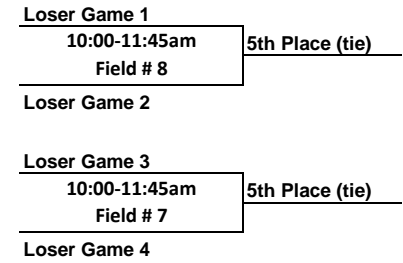 Loser Game 1
10:00-11:45am
5th Place (tie)
Field # 8
Loser Game 2
Loser Game 3
10:00-11:45am
5th Place (tie)
Field # 7
Loser Game 4